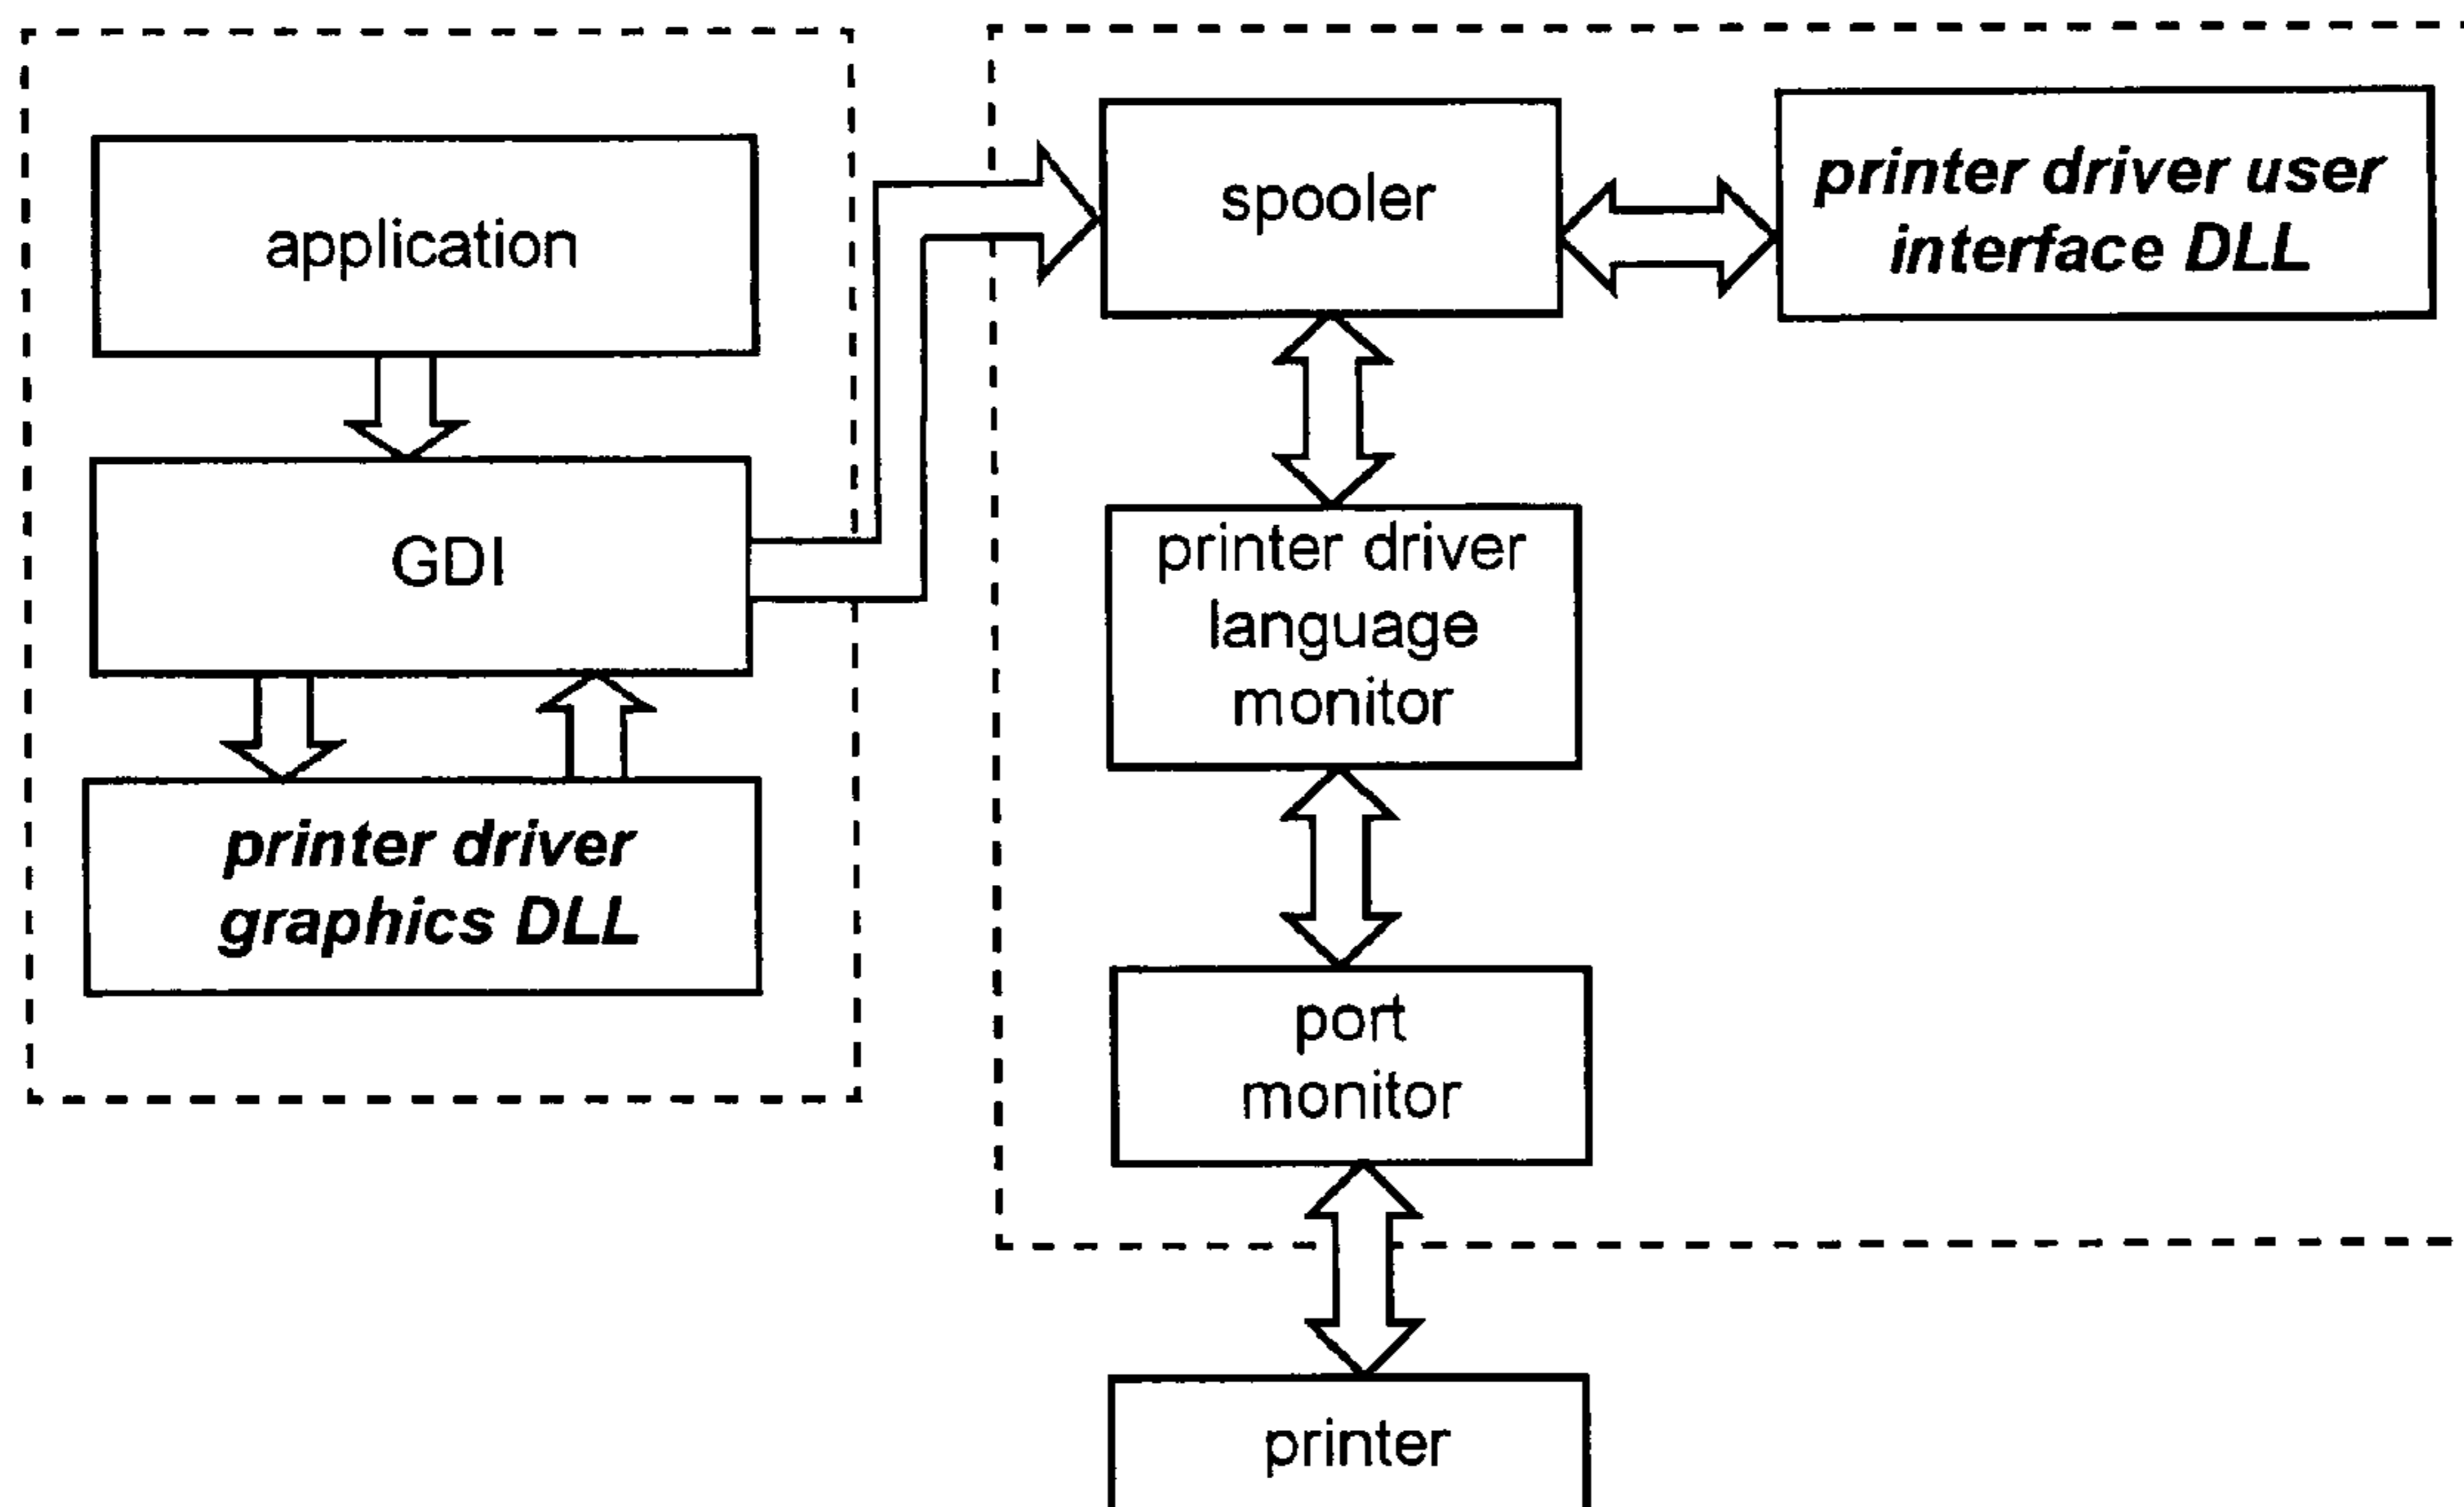 application
GDI
printer driver
graphics DLL
spooler
printer driver user
interface DLL
printer driver
language
monitor
port
monitor
printer